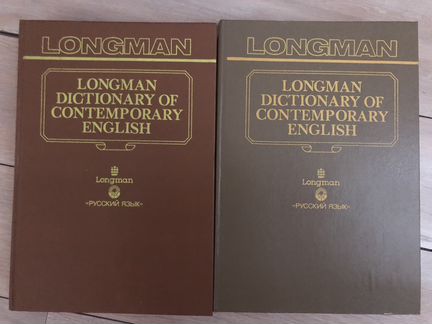 LONGMAN
LONGMAN
DICTIONARY OF
CONTEMPORARY
ENGLISH
Longman
«РУССКИЙ ЯЗЫК»
LONGMAN
LONGMAN
DICTIONARY OF
CONTEMPORARY
ENGLISH
Longman
«РУССКИЙ ЯЗЫК»